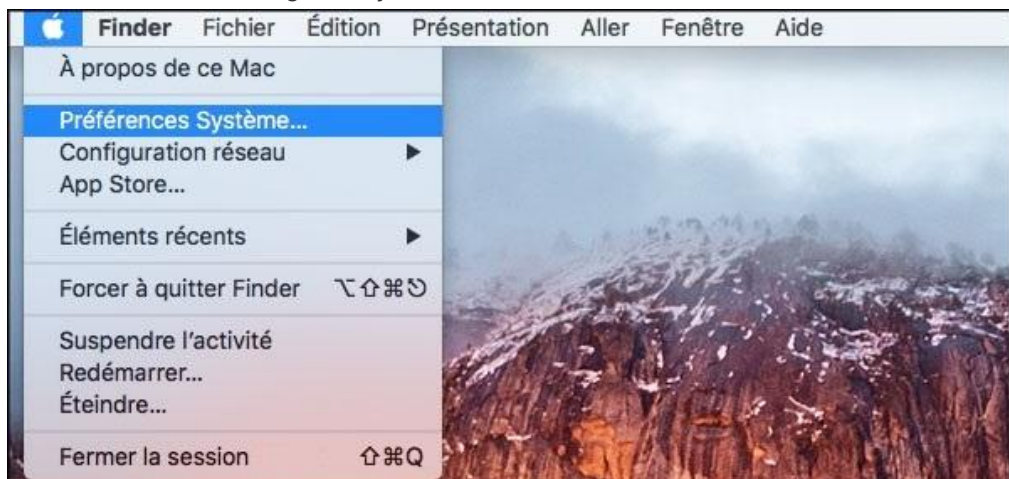 Finder Fichier Édition Présentation Aller Fenêtre Aide
À propos de ce Mac
Préférences Système...
Configuration réseau ▶
App Store...
Éléments récents ▶
Forcer à quitter Finder ⌥⇧⌘⎋
Suspendre l'activité
Redémarrer...
Éteindre...
Fermer la session ⇧⌘Q